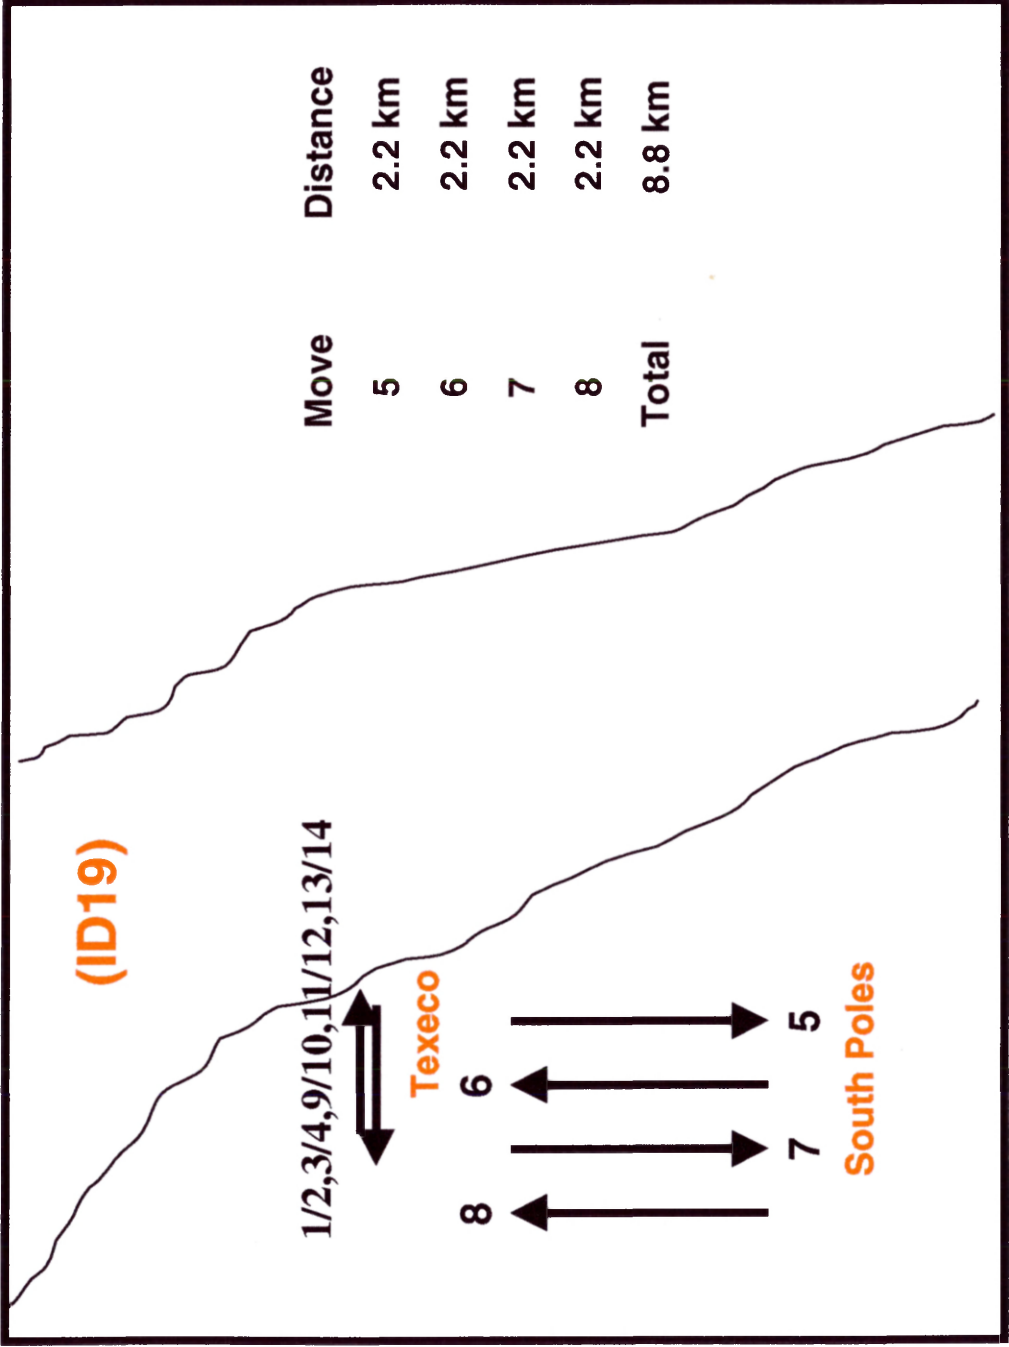 (ID19)
1/2,3/4,9/10,11/12,13/14
Texeco
8 7 6 5
South Poles
Move Distance
5 2.2 km
6 2.2 km
7 2.2 km
8 2.2 km
Total 8.8 km